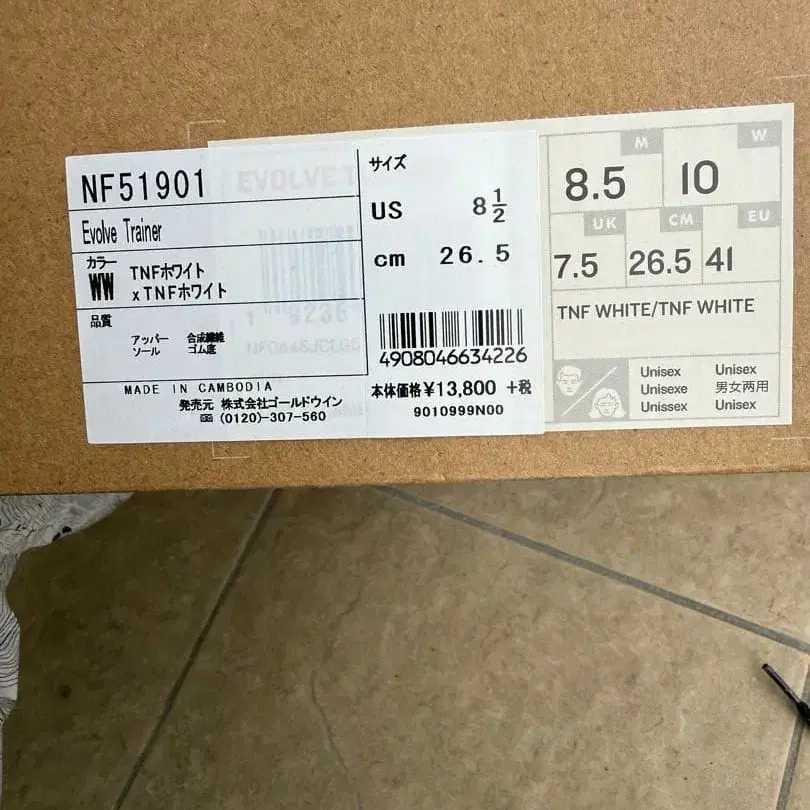 NF51901
Evolve Trainer
カラー
WW TNFホワイト
xTNFホワイト
品質
アッパー 合成繊維
ソール ゴム底
MADE IN CAMBODIA
発売元 株式会社ゴールドウイン
(0120)-307-560
サイズ
US 8 1/2
cm 26.5
4908046634226
本体価格¥13,800 +税
9010999N00
EVOLVE T
M W
8.5 10
UK CM EU
7.5 26.5 41
TNF WHITE/TNF WHITE
Unisex Unisex
Unisexe 男女两用
Unissex Unisex